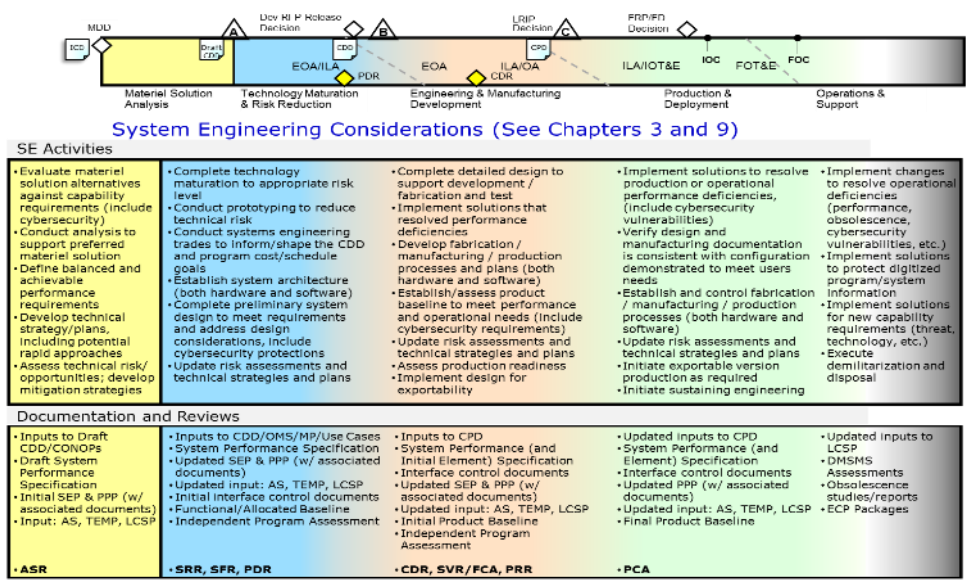 Dev RFP Release
Decision
LRIP
Decision
FRP/FD
Decision
MDD
A
B
C
ICD
Draft
CDD
CDD
CPD
IOC
FOC
EOA/ILA
EOA
ILA/OA
ILA/IOT&E
FOT&E
PDR
CDR
Materiel Solution
Analysis
Technology Maturation
& Risk Reduction
Engineering & Manufacturing
Development
Production &
Deployment
Operations &
Support
System Engineering Considerations (See Chapters 3 and 9)
SE Activities
• Evaluate materiel
solution alternatives
against capability
requirements (include
cybersecurity)
• Conduct analysis to
support preferred
materiel solution
• Define balanced and
achievable
performance
requirements
• Develop technical
strategy/plans,
including potential
rapid approaches
• Assess technical risk/
opportunities; develop
mitigation strategies
• Complete technology
maturation to appropriate risk
level
• Conduct prototyping to reduce
technical risk
• Conduct systems engineering
trades to inform/shape the CDD
and program cost/schedule
goals
• Establish system architecture
(both hardware and software)
• Complete preliminary system
design to meet requirements
and address design
considerations, include
cybersecurity protections
• Update risk assessments and
technical strategies and plans
• Complete detailed design to
support development /
fabrication and test
• Implement solutions that
resolved performance
deficiencies
• Develop fabrication /
manufacturing / production
processes and plans (both
hardware and software)
• Establish/assess product
baseline to meet performance
and operational needs (include
cybersecurity requirements)
• Update risk assessments and
technical strategies and plans
• Assess production readiness
• Implement design for
exportability
• Implement solutions to resolve
production or operational
performance deficiencies,
(include cybersecurity
vulnerabilities)
• Verify design and
manufacturing documentation
is consistent with configuration
demonstrated to meet users
needs
• Establish and control fabrication
/ manufacturing / production
processes (both hardware and
software)
• Update risk assessments and
technical strategies and plans
• Initiate exportable version
production as required
• Initiate sustaining engineering
• Implement changes
to resolve operational
deficiencies
(performance,
obsolescence,
cybersecurity
vulnerabilities, etc.)
• Implement solutions
to protect digitized
program/system
information
• Implement solutions
for new capability
requirements (threat,
technology, etc.)
• Execute
demilitarization and
disposal
Documentation and Reviews
• Inputs to Draft
CDD/CONOPs
• Draft System
Performance
Specification
• Initial SEP & PPP (w/
associated documents)
• Input: AS, TEMP, LCSP
• ASR
• Inputs to CDD/OMS/MP/Use Cases
• System Performance Specification
• Updated SEP & PPP (w/ associated
documents)
• Updated input: AS, TEMP, LCSP
• Initial interface control documents
• Functional/Allocated Baseline
• Independent Program Assessment
• SRR, SFR, PDR
• Inputs to CPD
• System Performance (and
Initial Element) Specification
• Interface control documents
• Updated SEP & PPP (w/
associated documents)
• Updated input: AS, TEMP, LCSP
• Initial Product Baseline
• Independent Program
Assessment
• CDR, SVR/FCA, PRR
• Updated inputs to CPD
• System Performance (and
Element) Specification
• Interface control documents
• Updated PPP (w/ associated
documents)
• Updated input: AS, TEMP, LCSP
• Final Product Baseline
• PCA
• Updated inputs to
LCSP
• DMSMS
Assessments
• Obsolescence
studies/reports
• ECP Packages